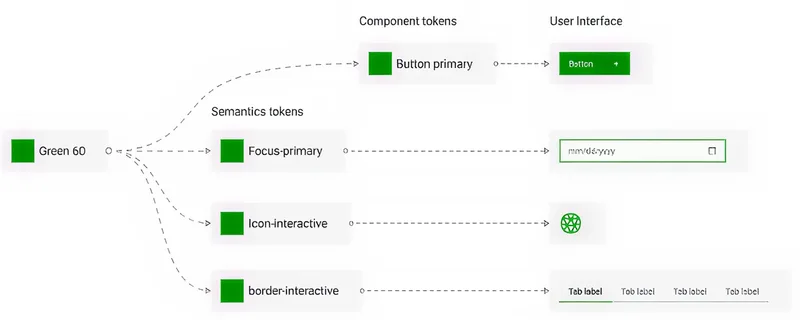 Component tokens
User Interface
Button primary
Button +
Semantics tokens
Green 60
Focus-primary
mm/dd/yyyy
Icon-interactive
border-interactive
Tab label Tab label Tab label Tab label